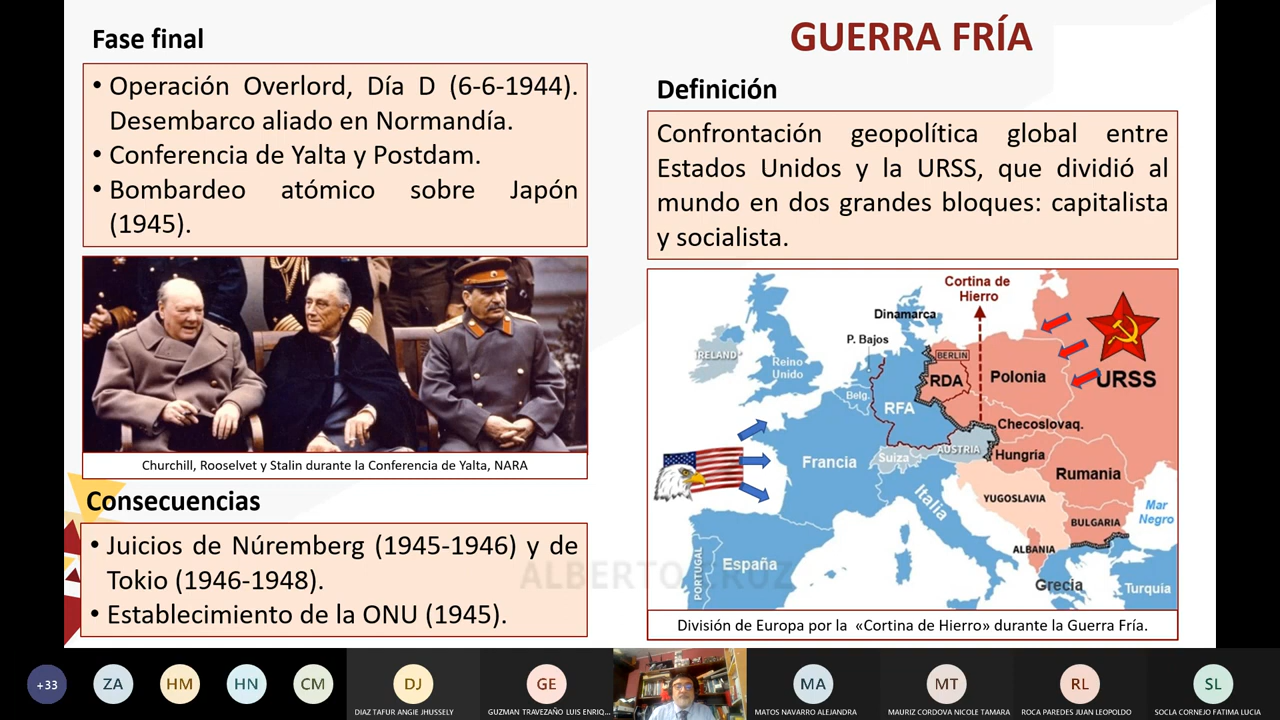 Fase final
• Operación Overlord, Día D (6-6-1944).
Desembarco aliado en Normandía.
• Conferencia de Yalta y Postdam.
• Bombardeo atómico sobre Japón
(1945).
Churchill, Rooselvet y Stalin durante la Conferencia de Yalta, NARA
Consecuencias
• Juicios de Núremberg (1945-1946) y de
Tokio (1946-1948).
• Establecimiento de la ONU (1945).
GUERRA FRÍA
Definición
Confrontación geopolítica global entre
Estados Unidos y la URSS, que dividió al
mundo en dos grandes bloques: capitalista
y socialista.
Cortina de
Hierro
Dinamarca
P. Bajos
IRELAND
Reino
Unido
BERLIN
RDA
Polonia
URSS
Belg.
RFA
Checoslovaq.
AUSTRIA
Hungría
Francia
Suiza
Rumania
YUGOSLAVIA
Italia
Mar
Negro
BULGARIA
ALBANIA
PORTUGAL
España
Grecia
Turquia
ALBERTO CRUZ
División de Europa por la «Cortina de Hierro» durante la Guerra Fría.
+33
ZA
HM
HN
CM
DJ
DIAZ TAFUR ANGIE JHUSSELY
GE
GUZMAN TRAVEZAÑO LUIS ENRIQ...
MA
MATOS NAVARRO ALEJANDRA
MT
MAURIZ CORDOVA NICOLE TAMARA
RL
ROCA PAREDES JUAN LEOPOLDO
SL
SOCLA CORNEJO FATIMA LUCIA